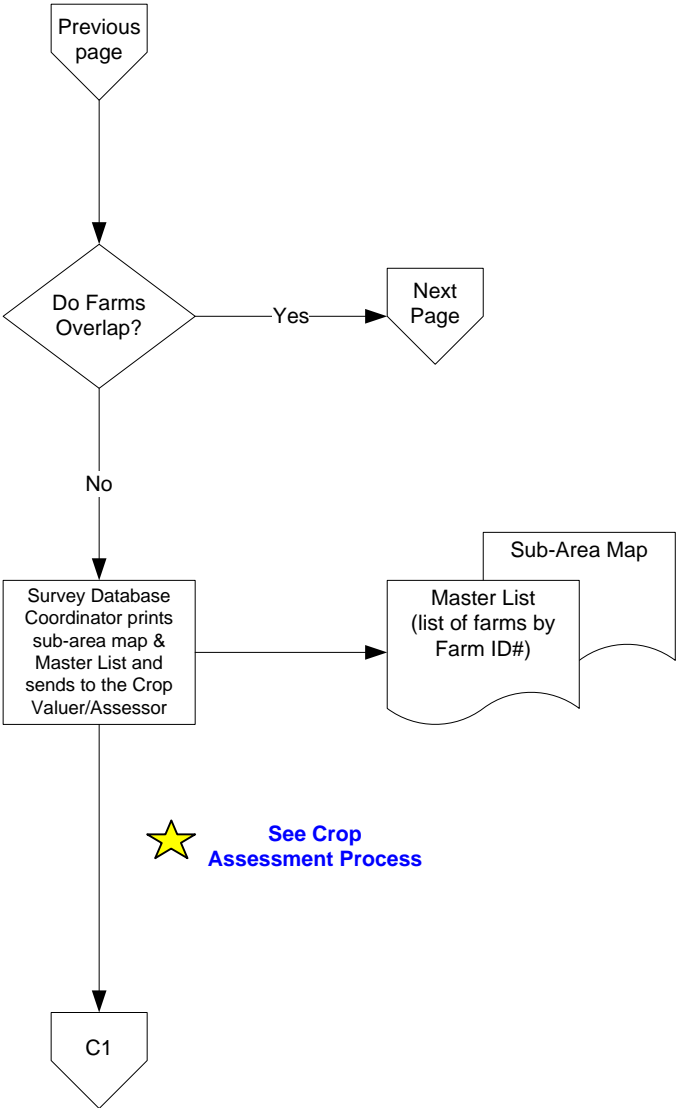 Previous
page
Do Farms
Overlap?
Yes
Next
Page
No
Survey Database
Coordinator prints
sub-area map &
Master List and
sends to the Crop
Valuer/Assessor
Sub-Area Map
Master List
(list of farms by
Farm ID#)
See Crop
Assessment Process
C1